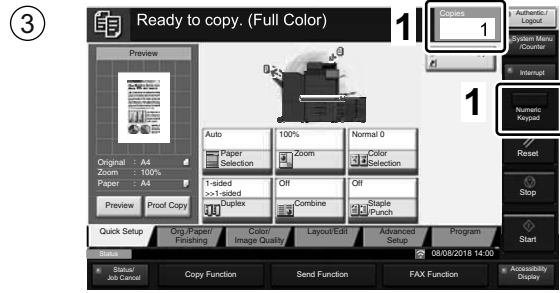 3
Ready to copy. (Full Color)
1
Copies
1
Authentic./
Logout
System Menu
/Counter
Interrupt
1
Numeric
Keypad
Reset
Stop
Start
Preview
Original : A4
Zoom : 100%
Paper : A4
Preview
Proof Copy
Auto
Paper
Selection
100%
Zoom
Normal 0
Color
Selection
1-sided
>>1-sided
Duplex
Off
Combine
Off
Staple
/Punch
Quick Setup
Org./Paper/
Finishing
Color/
Image Quality
Layout/Edit
Advanced
Setup
Program
Status
08/08/2018 14:00
Status/
Job Cancel
Copy Function
Send Function
FAX Function
Accessibility
Display